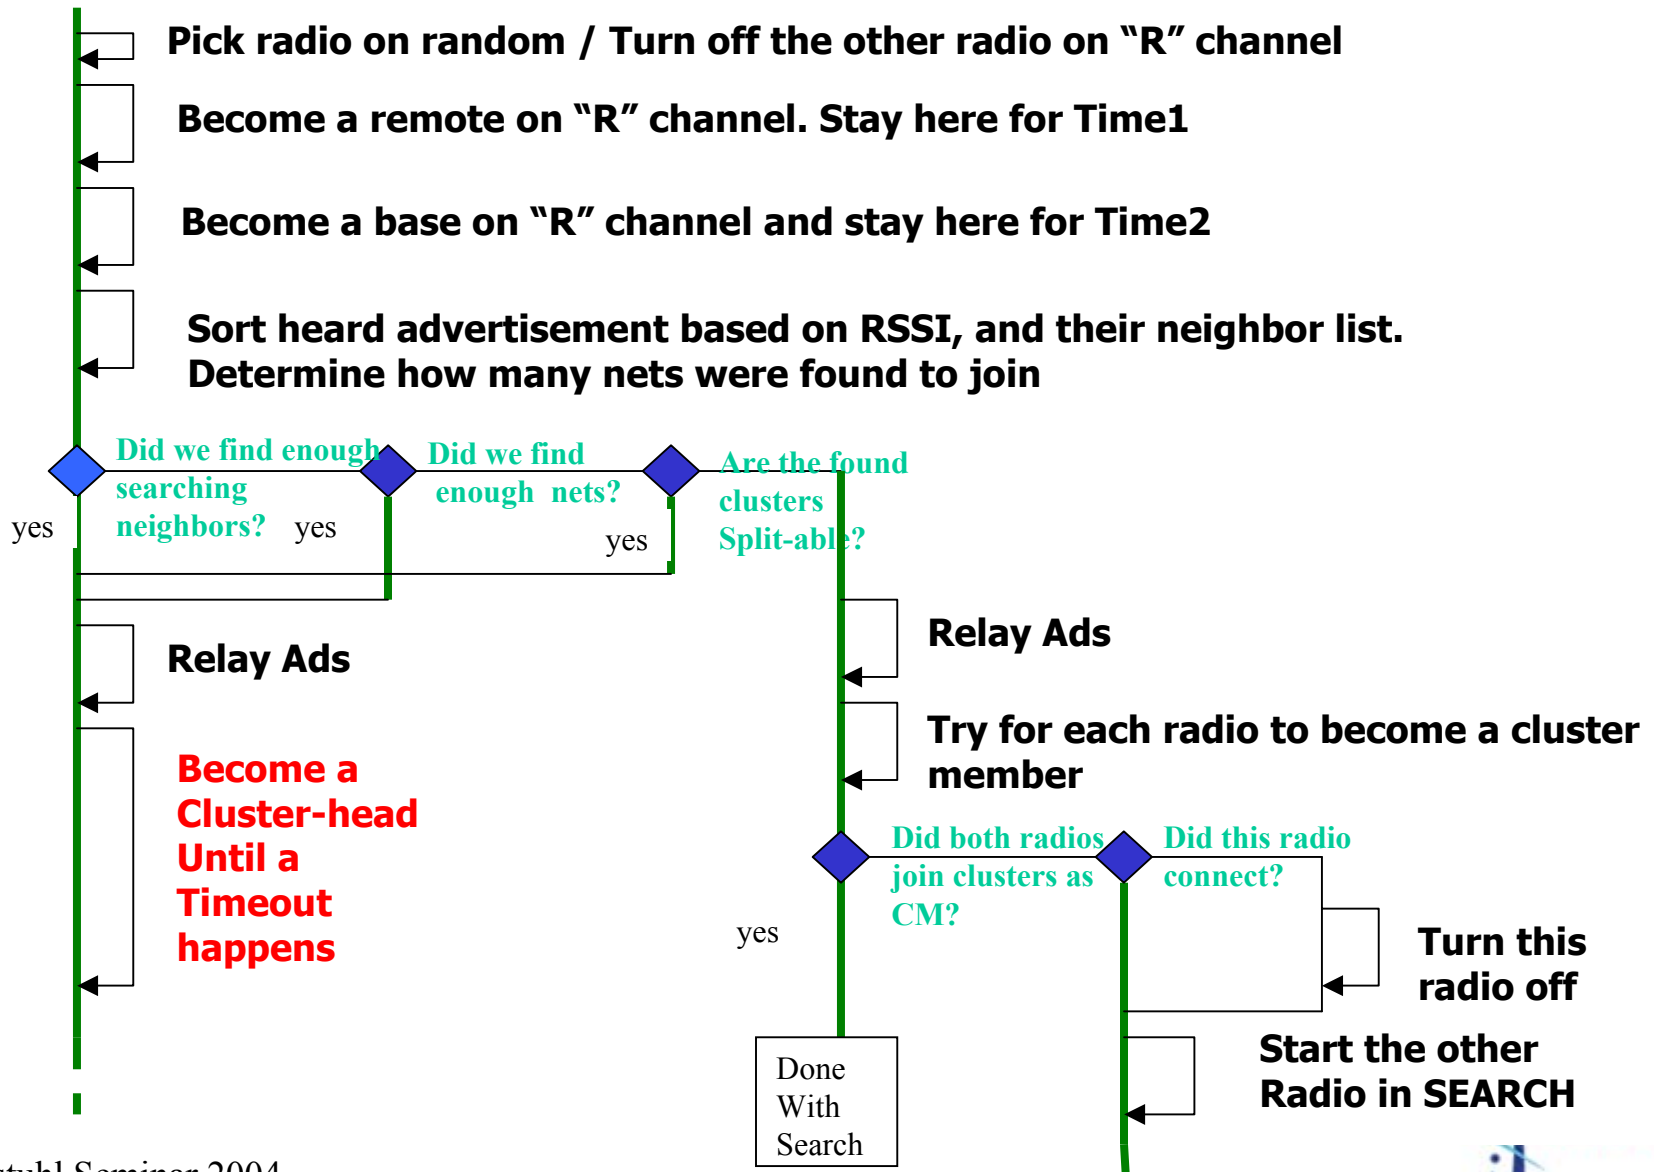 Pick radio on random / Turn off the other radio on “R” channel
Become a remote on “R” channel. Stay here for Time1
Become a base on “R” channel and stay here for Time2
Sort heard advertisement based on RSSI, and their neighbor list.
Determine how many nets were found to join
Did we find enough
searching
neighbors?
yes
Did we find
enough nets?
yes
Are the found
clusters
Split-able?
yes
Relay Ads
Become a
Cluster-head
Until a
Timeout
happens
Relay Ads
Try for each radio to become a cluster
member
Did both radios
join clusters as
CM?
yes
Did this radio
connect?
Turn this
radio off
Start the other
Radio in SEARCH
Done
With
Search
Seminar 2004